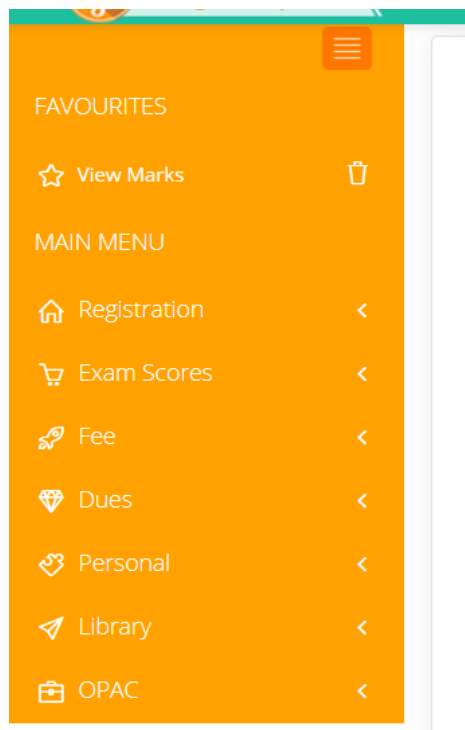 FAVOURITES
View Marks
MAIN MENU
Registration
Exam Scores
Fee
Dues
Personal
Library
OPAC